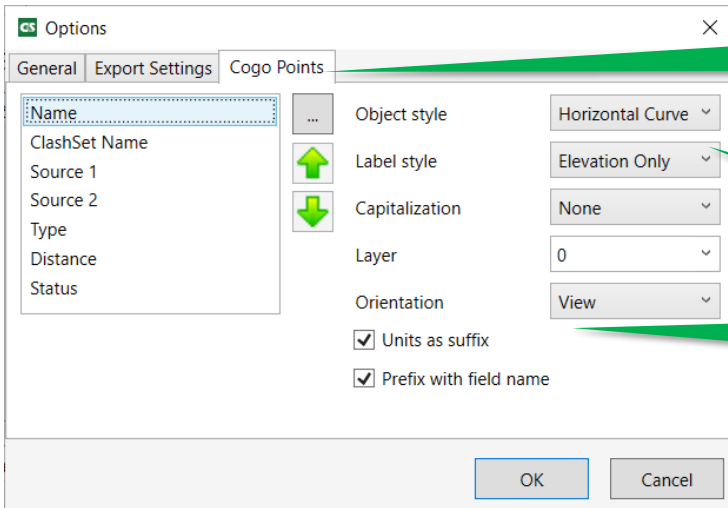 CS Options
General Export Settings Cogo Points
Name
ClashSet Name
Source 1
Source 2
Type
Distance
Status
...
Object style Horizontal Curve
Label style Elevation Only
Capitalization None
Layer 0
Orientation View
Units as suffix
Prefix with field name
OK Cancel